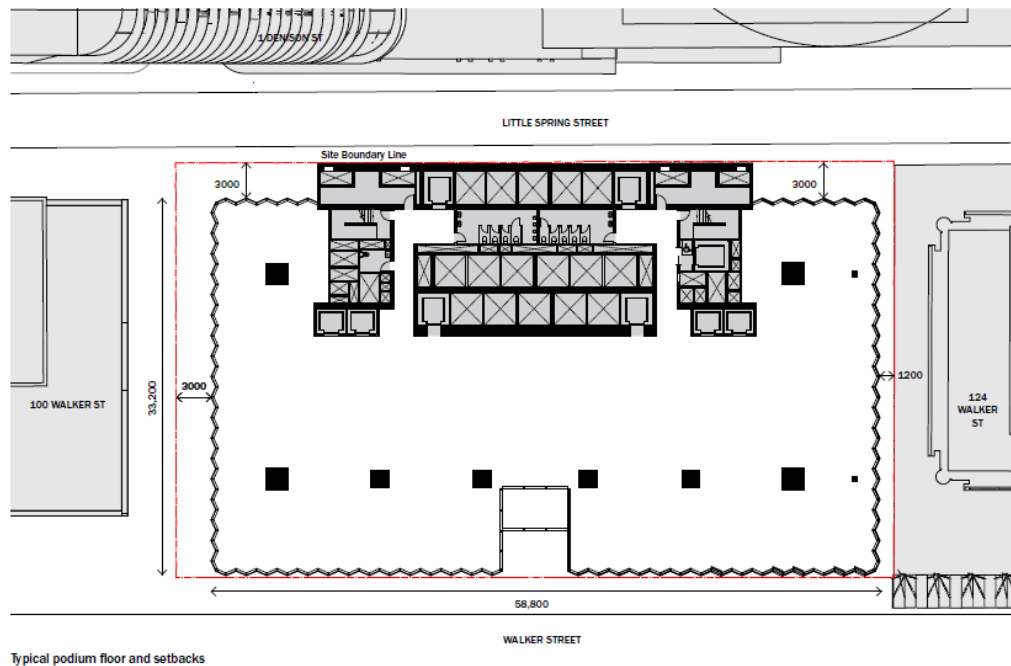 1 DENISON ST
LITTLE SPRING STREET
Site Boundary Line
3000
3000
3000
33,200
1200
100 WALKER ST
124
WALKER
ST
58,800
WALKER STREET
Typical podium floor and setbacks